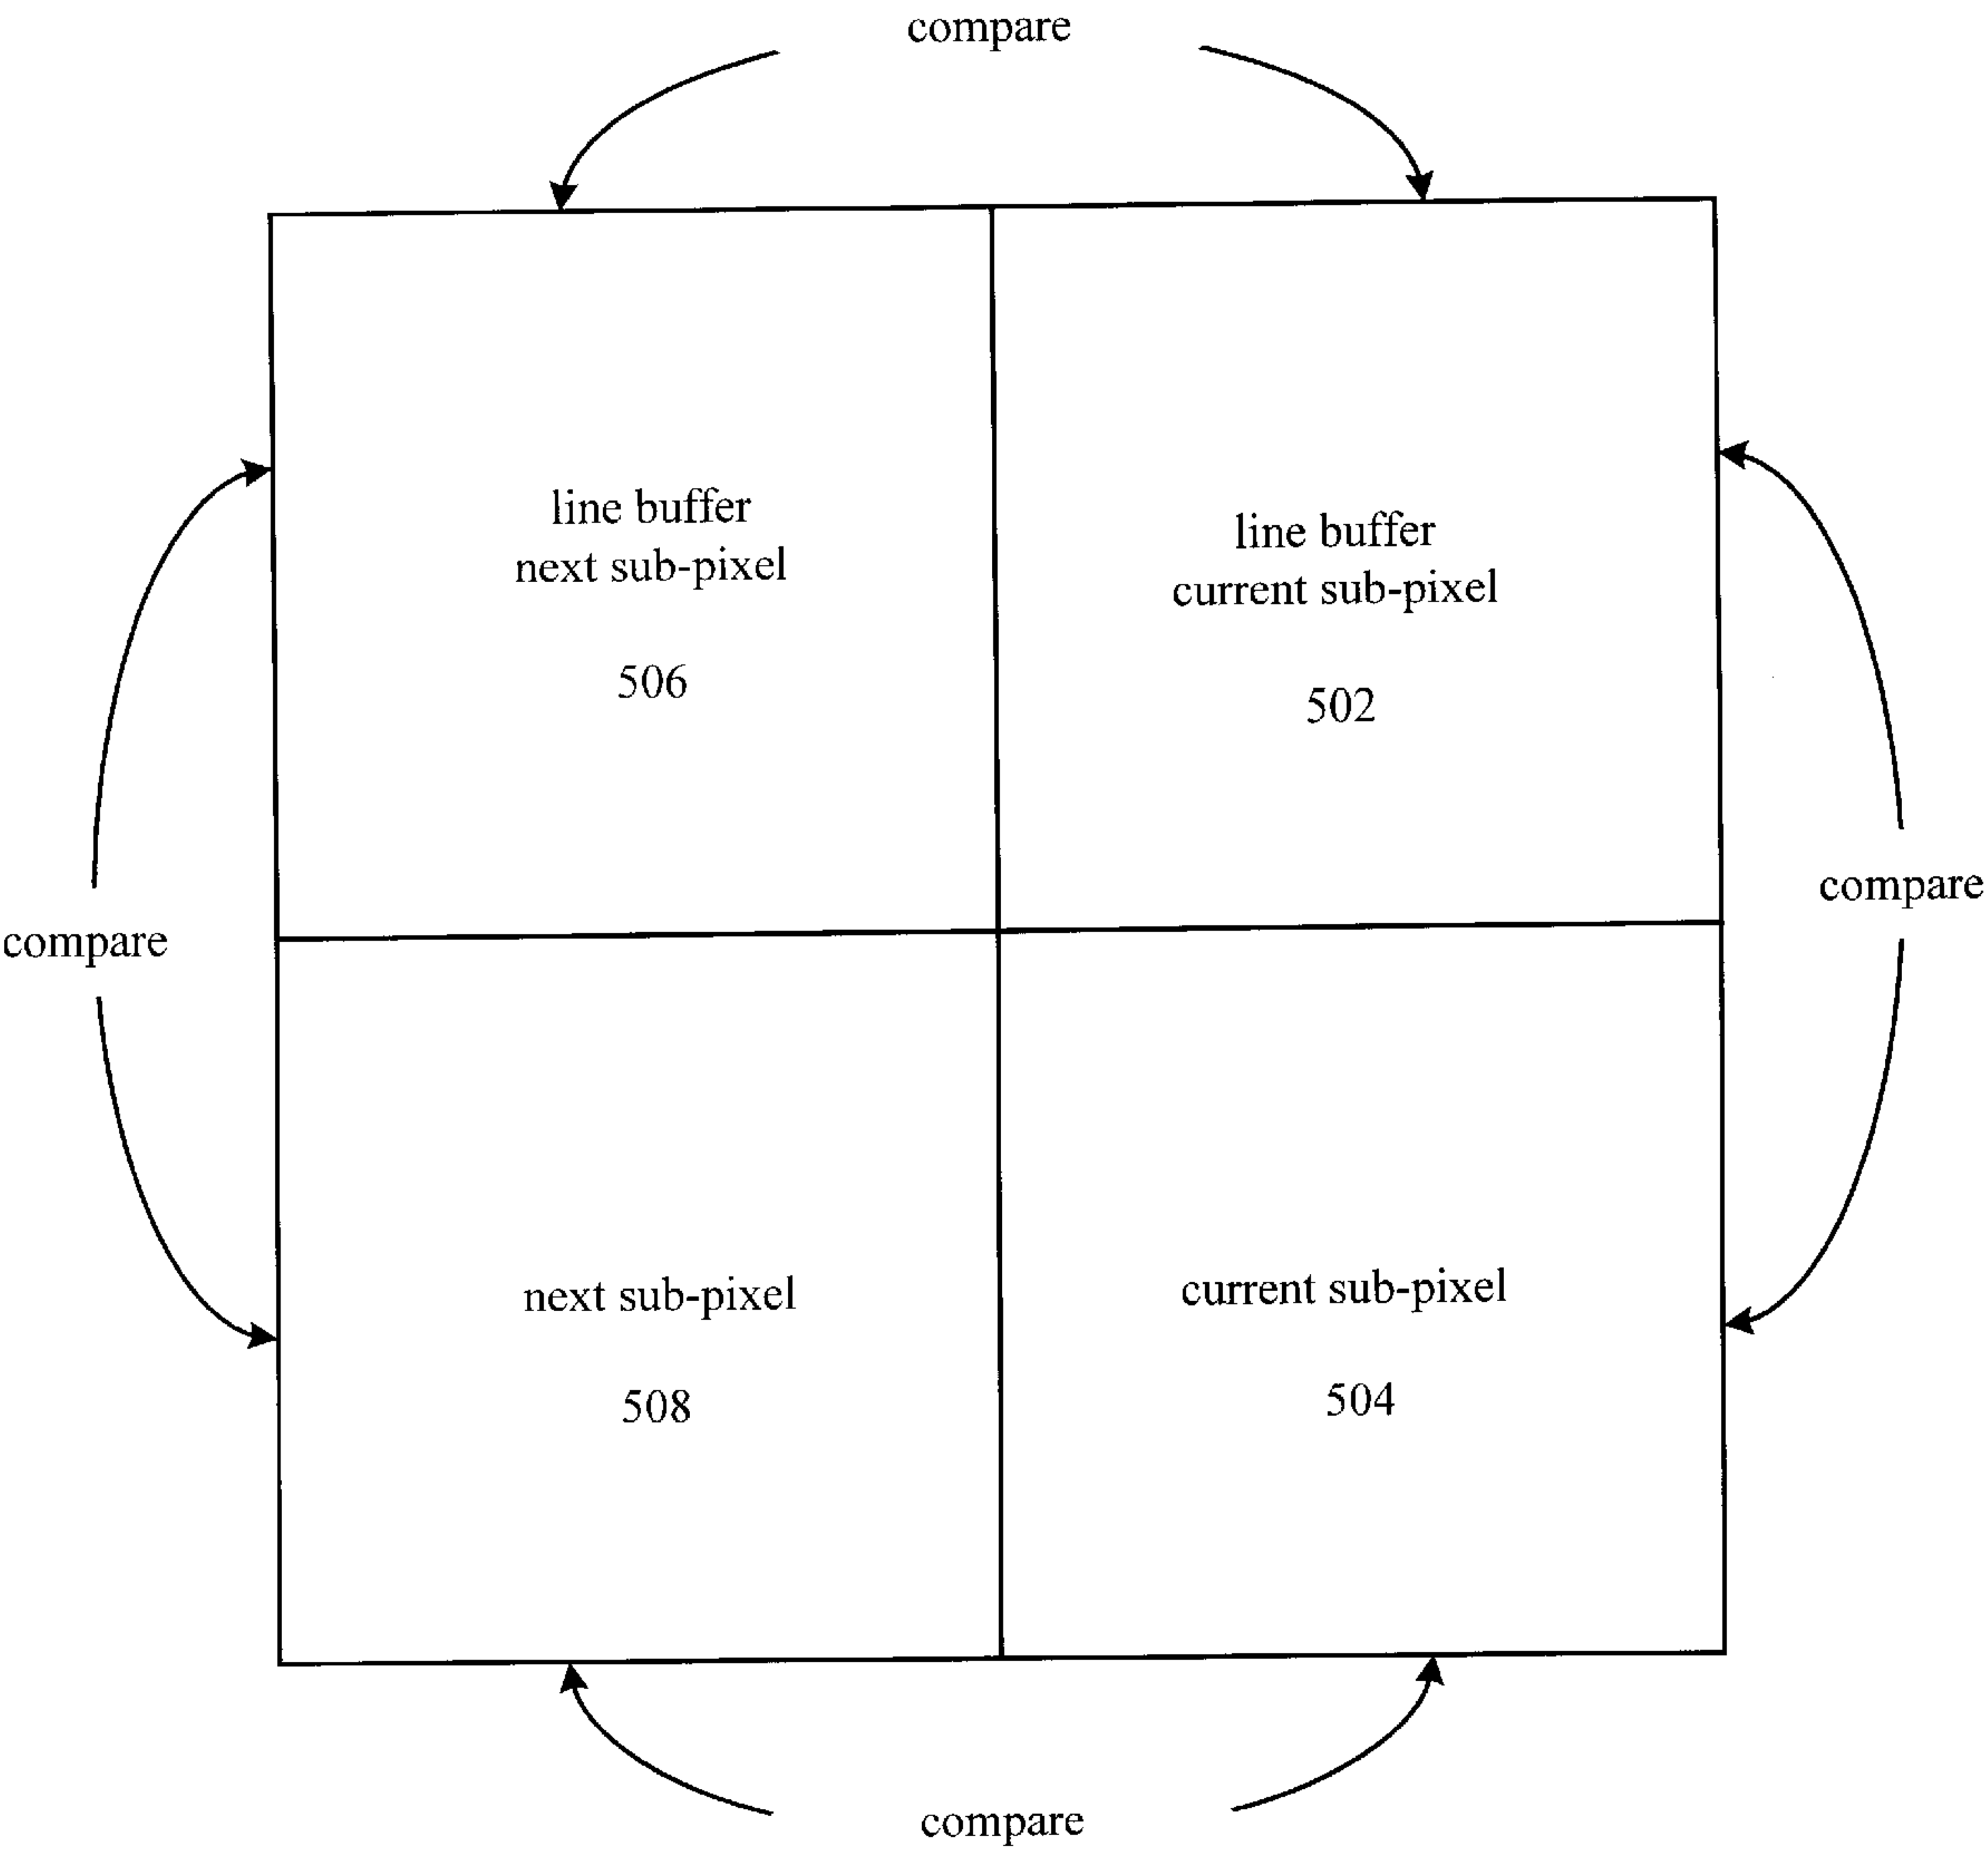 compare
line buffer
next sub-pixel
506
line buffer
current sub-pixel
502
compare
compare
next sub-pixel
508
current sub-pixel
504
compare